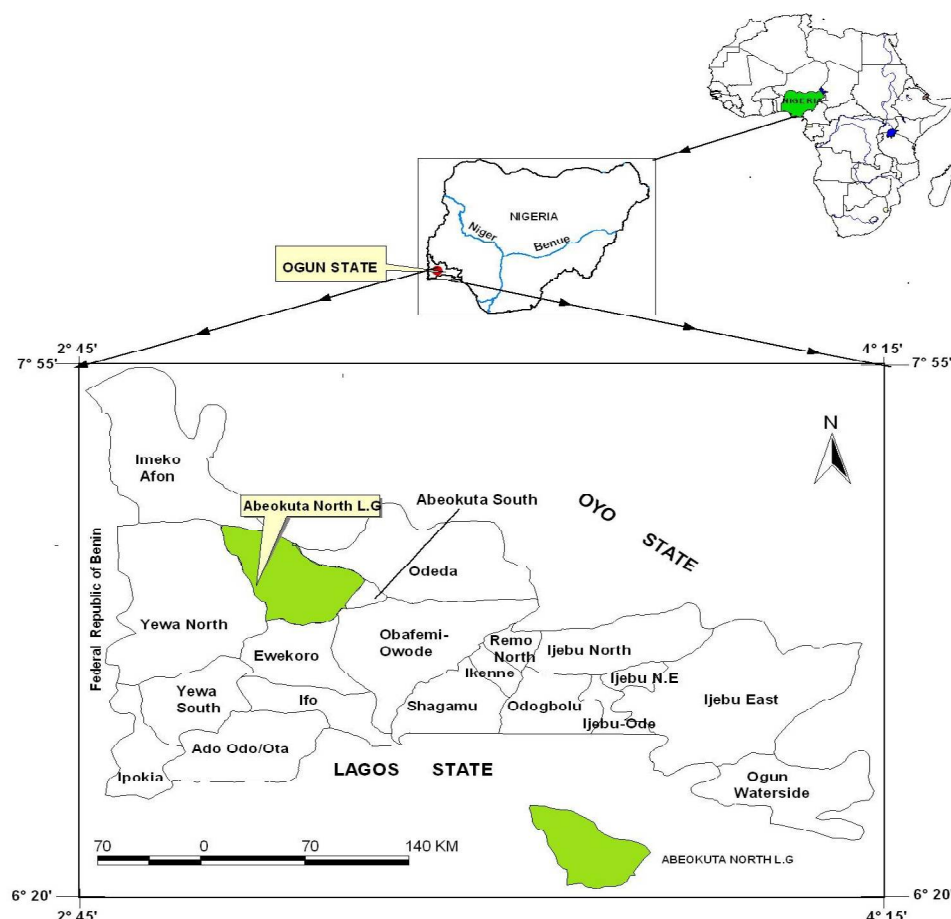 NIGERIA
NIGERIA
Niger
Benue
OGUN STATE
2° 45'
4° 15'
7° 55'
7° 55'
N
Imeko
Afon
Abeokuta North L.G
Abeokuta South
OYO
STATE
Federal Republic of Benin
Odeda
Yewa North
Obafemi-
Owode
Remo
North
Ijebu North
Ewekoro
Ikenne
Ijebu N.E
Yewa
South
Ifo
Shagamu
Odogbolu
Ijebu East
Ijebu-Ode
Ado Odo/Ota
Ipokia
LAGOS STATE
Ogun
Waterside
70 0 70 140 KM
ABEOKUTA NORTH L.G
6° 20'
6° 20'
2° 45'
4° 15'